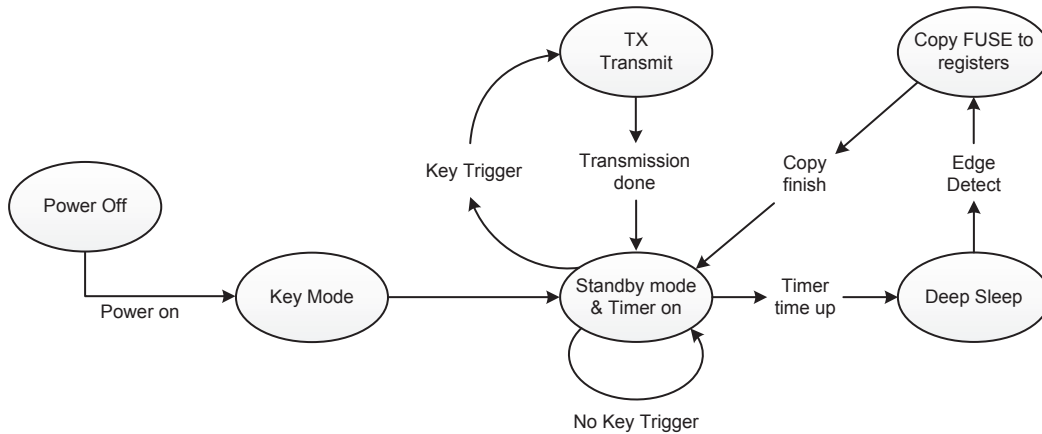 TX
Transmit
Copy FUSE to
registers
Key Trigger
Transmission
done
Copy
finish
Edge
Detect
Power Off
Power on
Key Mode
Standby mode
& Timer on
Timer
time up
Deep Sleep
No Key Trigger